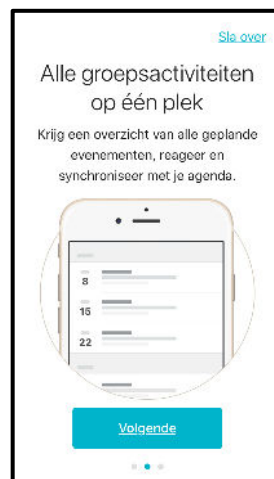 Sla over
Alle groepsactiviteiten
op één plek
Krijg een overzicht van alle geplande
evenementen, reageer en
synchroniseer met je agenda.
8
15
22
Volgende